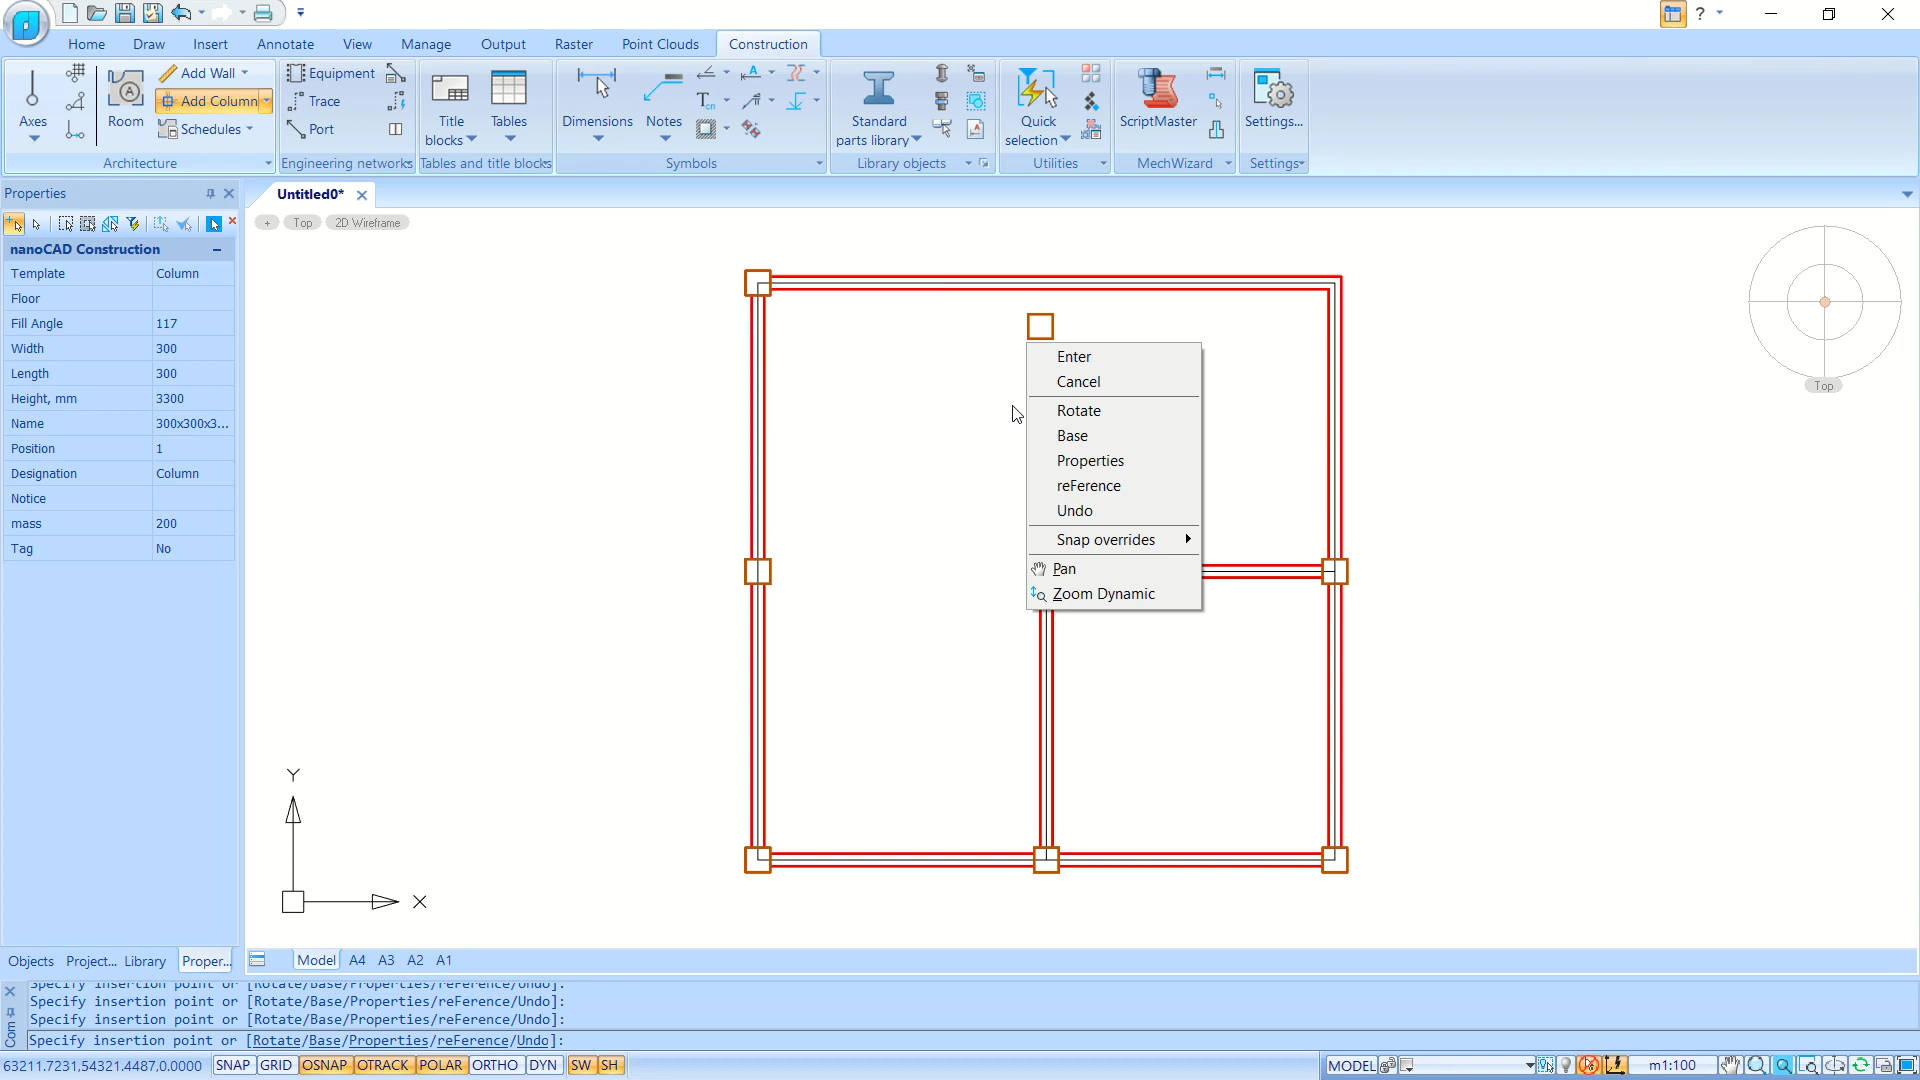 ?
Home Draw Insert Annotate View Manage Output Raster Point Clouds Construction
Axes
Room
Add Wall
Add Column
Schedules
Architecture
Equipment
Trace
Port
Engineering networks
Title
blocks
Tables
Tables and title blocks
Dimensions
Notes
Symbols
Standard
parts library
Library objects
Quick
selection
Utilities
ScriptMaster
MechWizard
Settings...
Settings
Properties
Untitled0*
+ Top 2D Wireframe
nanoCAD Construction
Template Column
Floor
Fill Angle 117
Width 300
Length 300
Height, mm 3300
Name 300x300x3...
Position 1
Designation Column
Notice
mass 200
Tag No
Enter
Cancel
Rotate
Base
Properties
reFerence
Undo
Snap overrides
Pan
Zoom Dynamic
Top
Y
X
Objects Project... Library Proper...
Model A4 A3 A2 A1
Com
Specify insertion point or [Rotate/Base/Properties/reFerence/Undo]:
Specify insertion point or [Rotate/Base/Properties/reFerence/Undo]:
Specify insertion point or [Rotate/Base/Properties/reFerence/Undo]:
Specify insertion point or [Rotate/Base/Properties/reFerence/Undo]:
63211.7231,54321.4487,0.0000 SNAP GRID OSNAP OTRACK POLAR ORTHO DYN SW SH MODEL m1:100